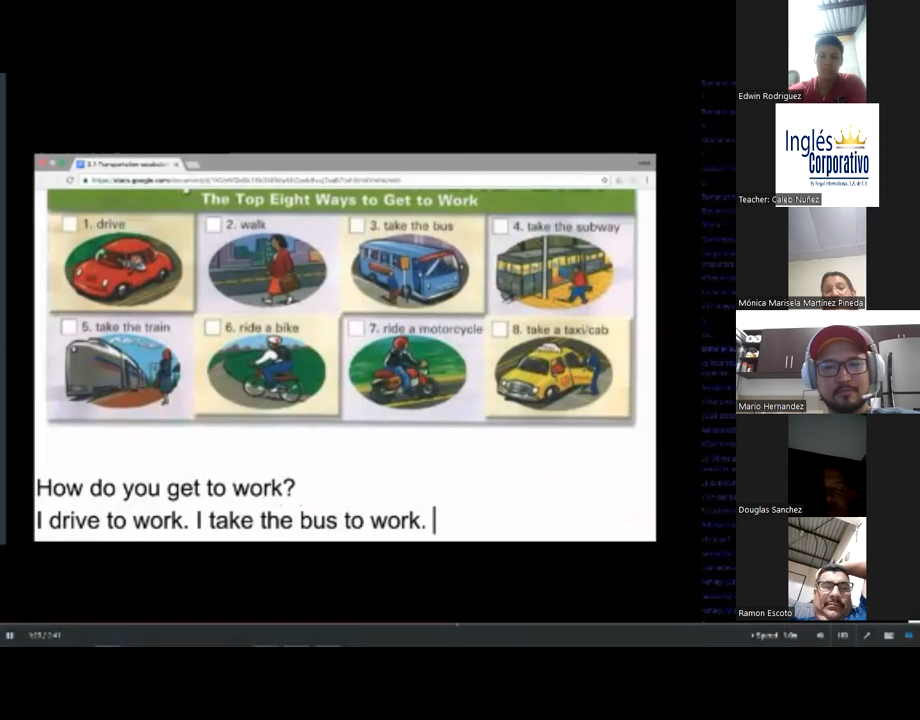 The Top Eight Ways to Get to Work
1. drive
2. walk
3. take the bus
4. take the subway
5. take the train
6. ride a bike
7. ride a motorcycle
8. take a taxi/cab
How do you get to work?
I drive to work. I take the bus to work.
Edwin Rodriguez
Inglés
Corporativo
Teacher: Caleb Nuñez
Mónica Marisela Martinez Pineda
Mario Hernandez
Douglas Sanchez
Ramon Escoto
Speed